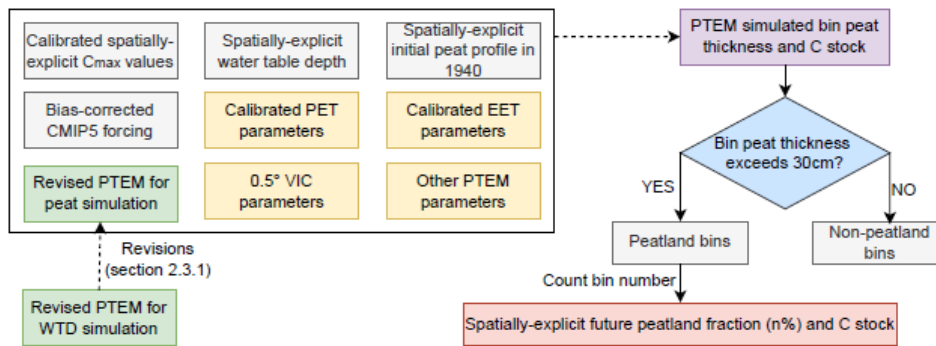 Calibrated spatially-
explicit Cmax values
Spatially-explicit
water table depth
Spatially-explicit
initial peat profile in
1940
Bias-corrected
CMIP5 forcing
Calibrated PET
parameters
Calibrated EET
parameters
Revised PTEM for
peat simulation
0.5° VIC
parameters
Other PTEM
parameters
Revisions
(section 2.3.1)
Revised PTEM for
WTD simulation
PTEM simulated bin peat
thickness and C stock
Bin peat thickness
exceeds 30cm?
YES
NO
Peatland bins
Non-peatland
bins
Count bin number
Spatially-explicit future peatland fraction (n%) and C stock